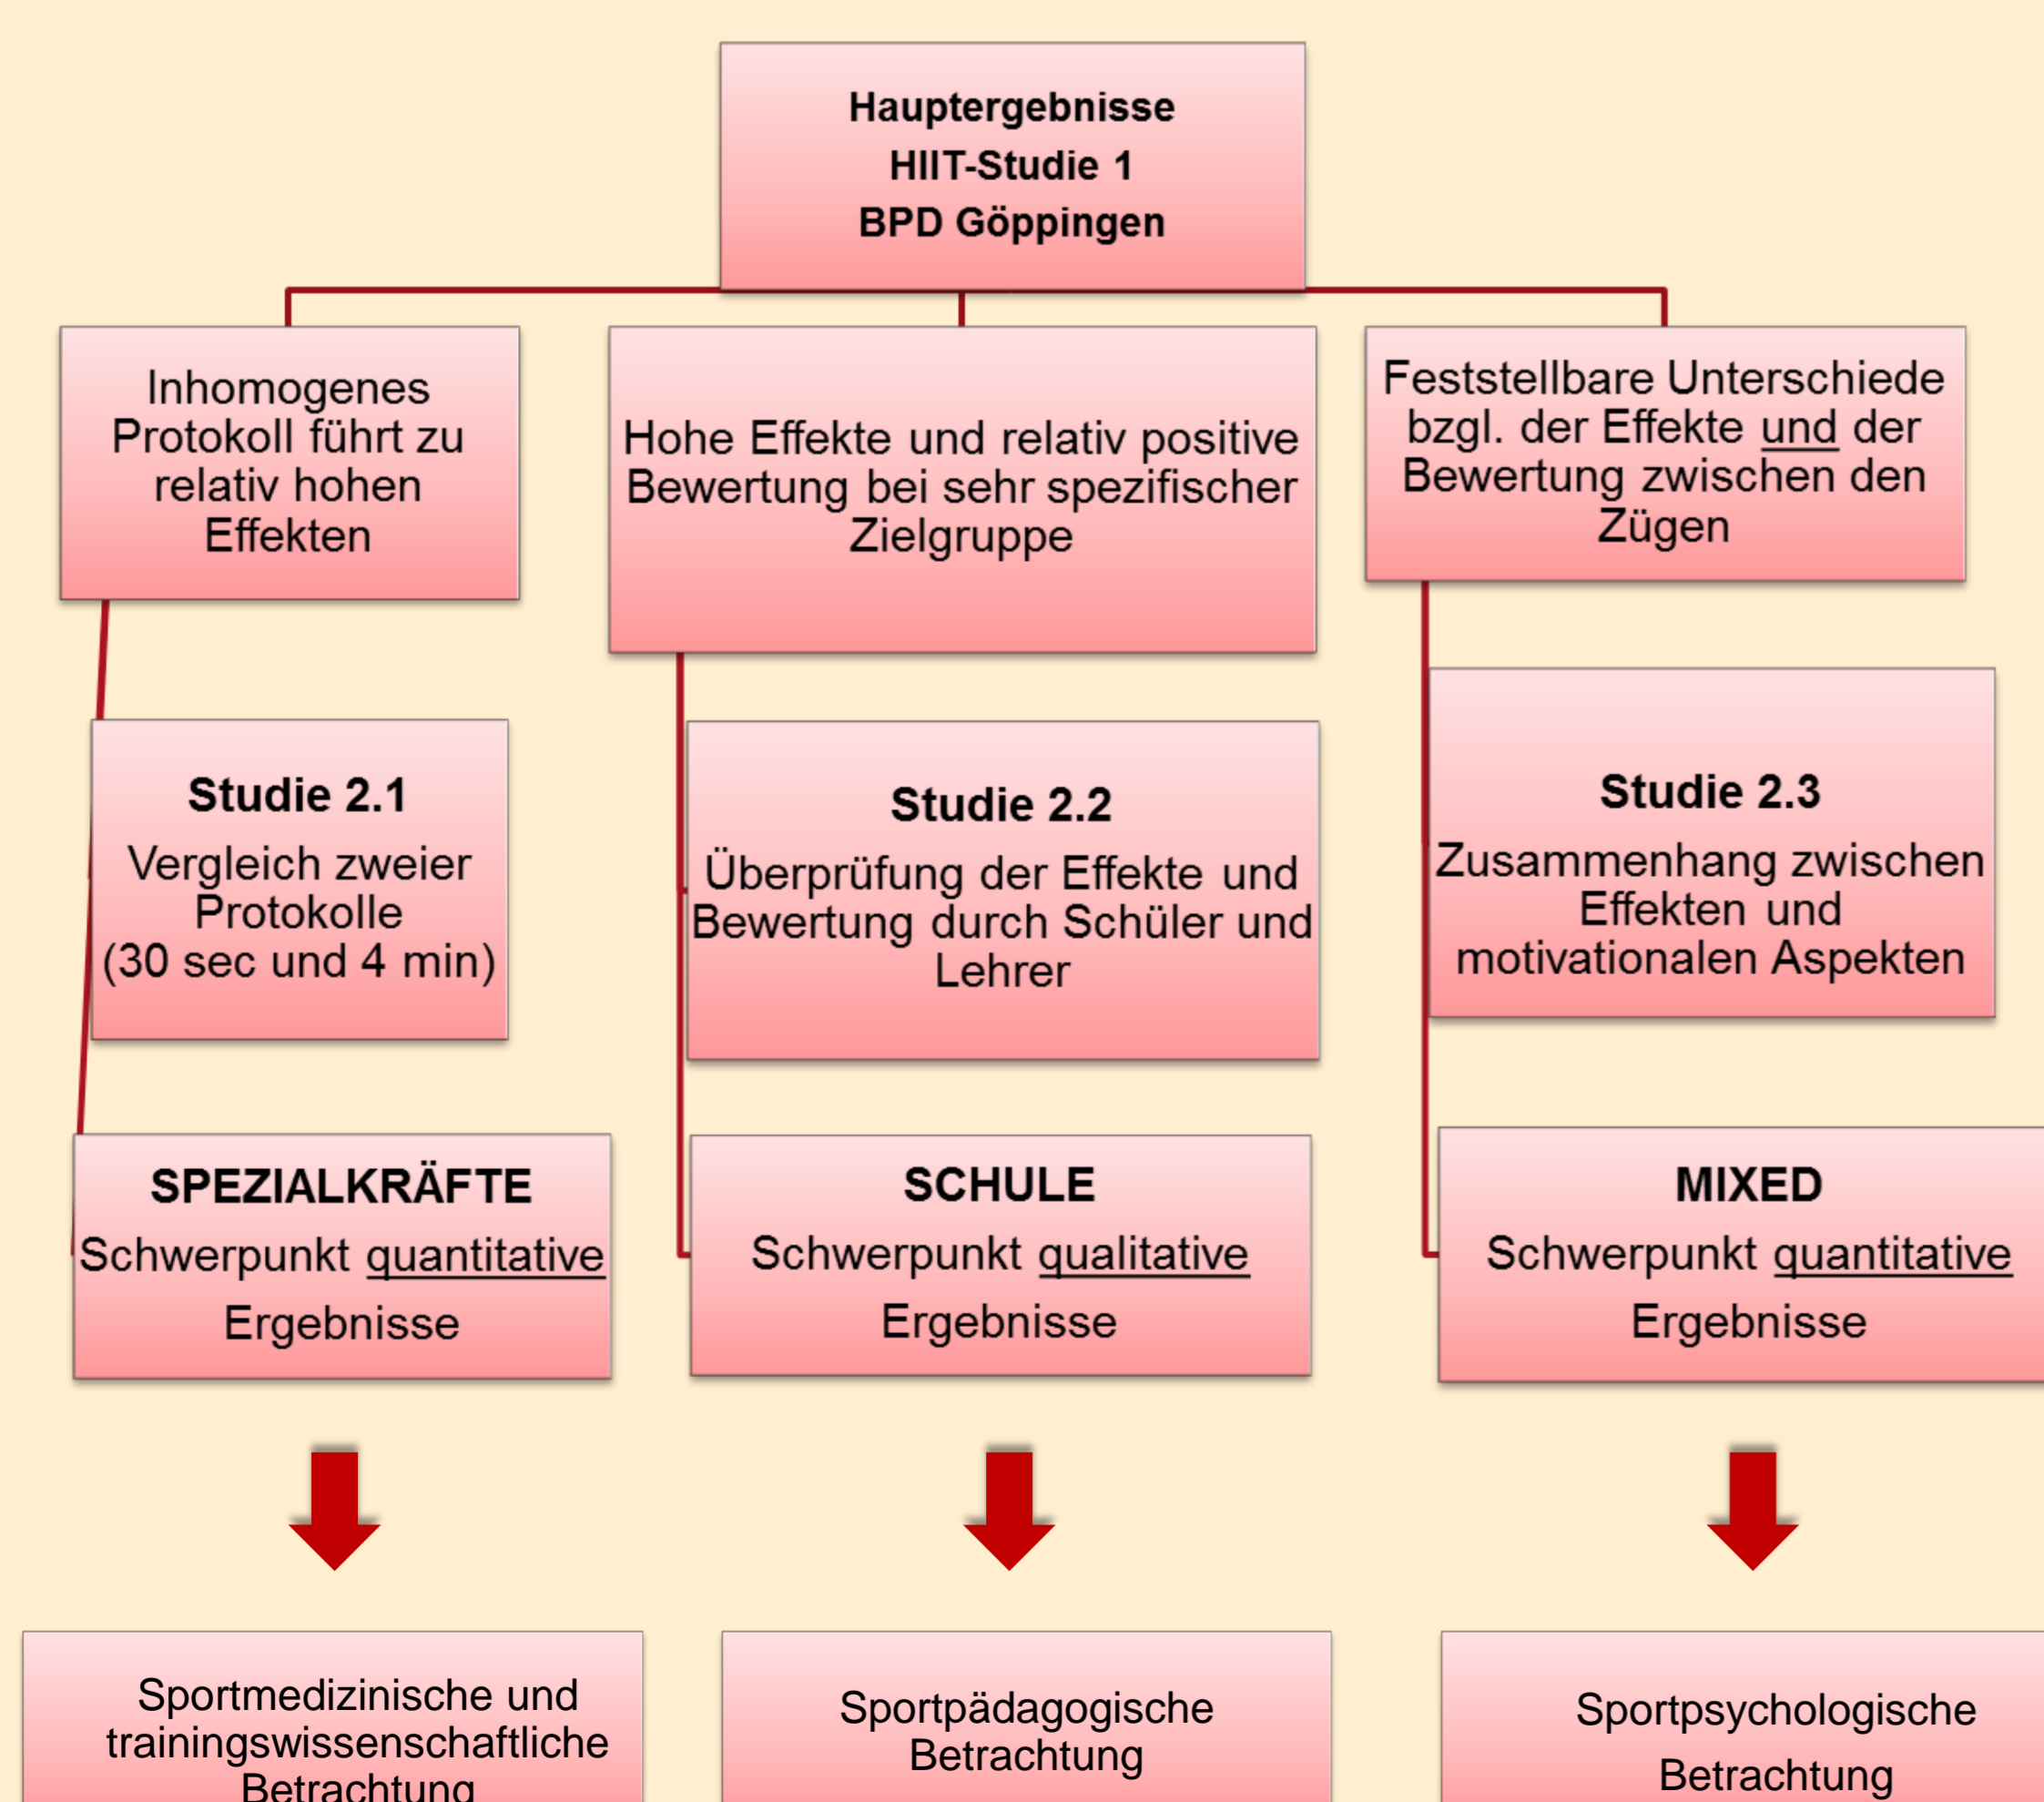 Hauptergebnisse
HIIT-Studie 1
BPD Göppingen
Inhomogenes
Protokoll führt zu
relativ hohen
Effekten
Hohe Effekte und relativ positive
Bewertung bei sehr spezifischer
Zielgruppe
Feststellbare Unterschiede
bzgl. der Effekte und der
Bewertung zwischen den
Zügen
Studie 2.1
Vergleich zweier
Protokolle
(30 sec und 4 min)
Studie 2.2
Überprüfung der Effekte und
Bewertung durch Schüler und
Lehrer
Studie 2.3
Zusammenhang zwischen
Effekten und
motivationalen Aspekten
SPEZIALKRÄFTE
Schwerpunkt quantitative
Ergebnisse
SCHULE
Schwerpunkt qualitative
Ergebnisse
MIXED
Schwerpunkt quantitative
Ergebnisse
Sportmedizinische und
trainingswissenschaftliche
Betrachtung
Sportpädagogische
Betrachtung
Sportpsychologische
Betrachtung